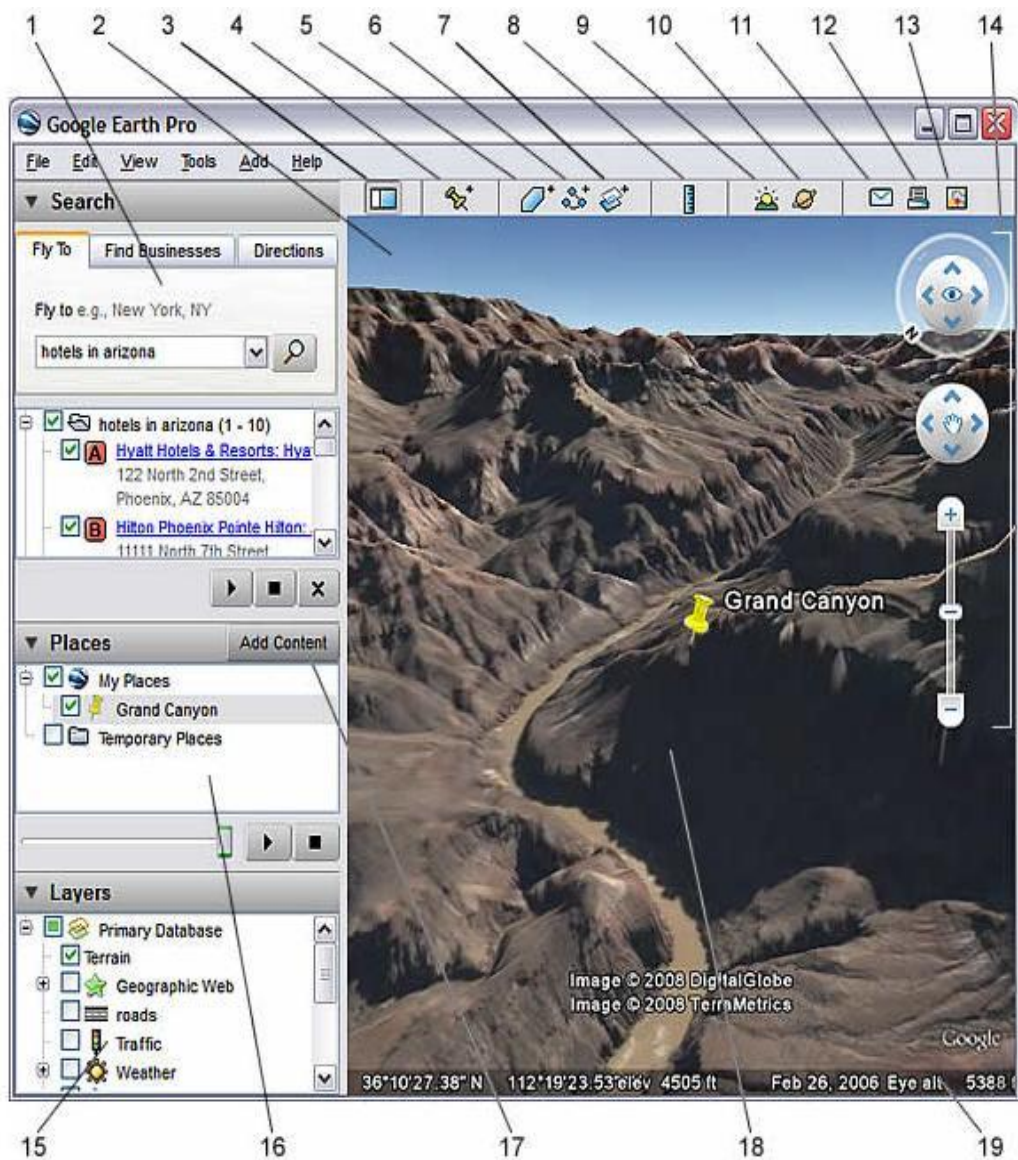 1 2 3 4 5 6 7 8 9 10 11 12 13 14
Google Earth Pro
File Edit View Tools Add Help
Search
Fly To Find Businesses Directions
Fly to e.g., New York, NY
hotels in arizona
hotels in arizona (1 - 10)
A Hyatt Hotels & Resorts: Hya
122 North 2nd Street,
Phoenix, AZ 85004
B Hilton Phoenix Pointe Hilton:
11111 North 7th Street
Places Add Content
My Places
Grand Canyon
Temporary Places
Layers
Primary Database
Terrain
Geographic Web
roads
Traffic
Weather
N
Grand Canyon
Image © 2008 DigitalGlobe
Image © 2008 TerraMetrics
Google
36°10'27.38" N 112°19'23.53 elev 4505 ft Feb 26, 2006 Eye alt 5388 f
15 16 17 18 19